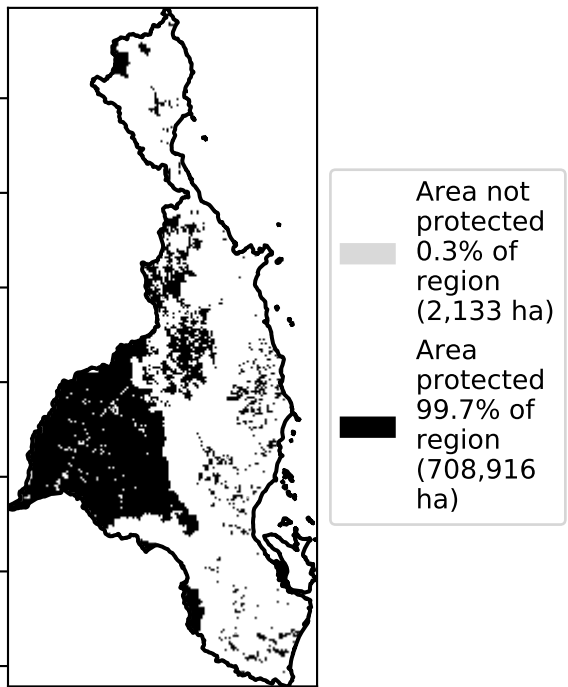 Area not
protected
0.3% of
region
(2,133 ha)
Area
protected
99.7% of
region
(708,916
ha)